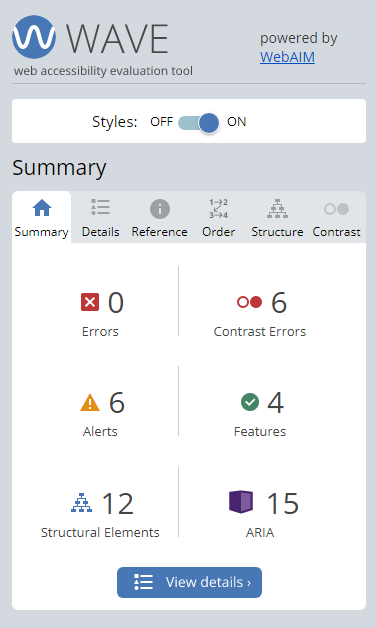 WAVE
web accessibility evaluation tool
powered by
WebAIM
Styles: OFF ON
Summary
Summary Details Reference Order Structure Contrast
0
Errors
6
Contrast Errors
6
Alerts
4
Features
12
Structural Elements
15
ARIA
View details ›